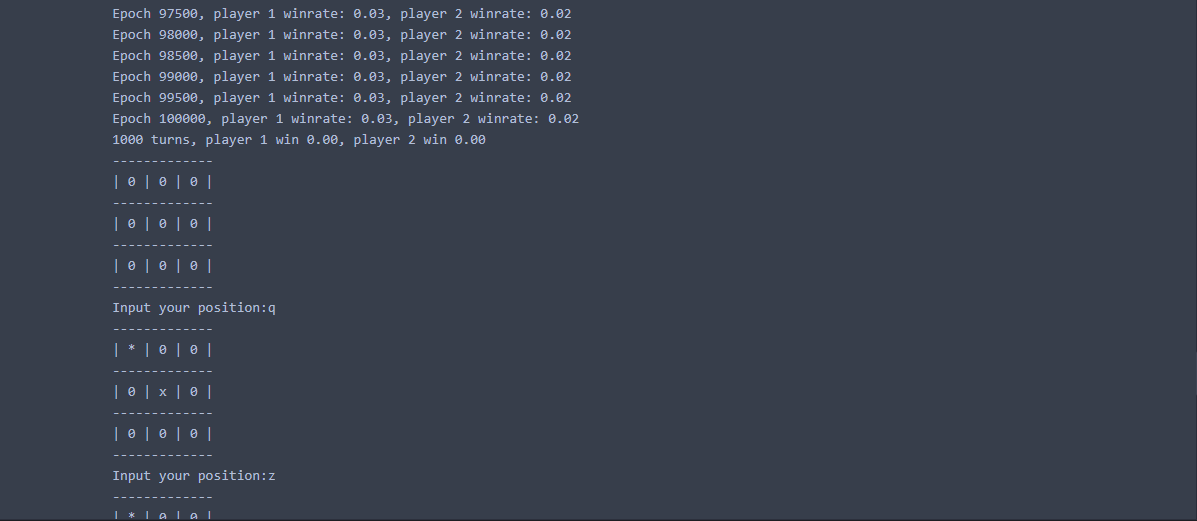 Epoch 97500, player 1 winrate: 0.03, player 2 winrate: 0.02
Epoch 98000, player 1 winrate: 0.03, player 2 winrate: 0.02
Epoch 98500, player 1 winrate: 0.03, player 2 winrate: 0.02
Epoch 99000, player 1 winrate: 0.03, player 2 winrate: 0.02
Epoch 99500, player 1 winrate: 0.03, player 2 winrate: 0.02
Epoch 100000, player 1 winrate: 0.03, player 2 winrate: 0.02
1000 turns, player 1 win 0.00, player 2 win 0.00
-------------
| 0 | 0 | 0 |
-------------
| 0 | 0 | 0 |
-------------
| 0 | 0 | 0 |
-------------
Input your position:q
-------------
| * | 0 | 0 |
-------------
| 0 | x | 0 |
-------------
| 0 | 0 | 0 |
-------------
Input your position:z
-------------
| * | 0 | 0 |